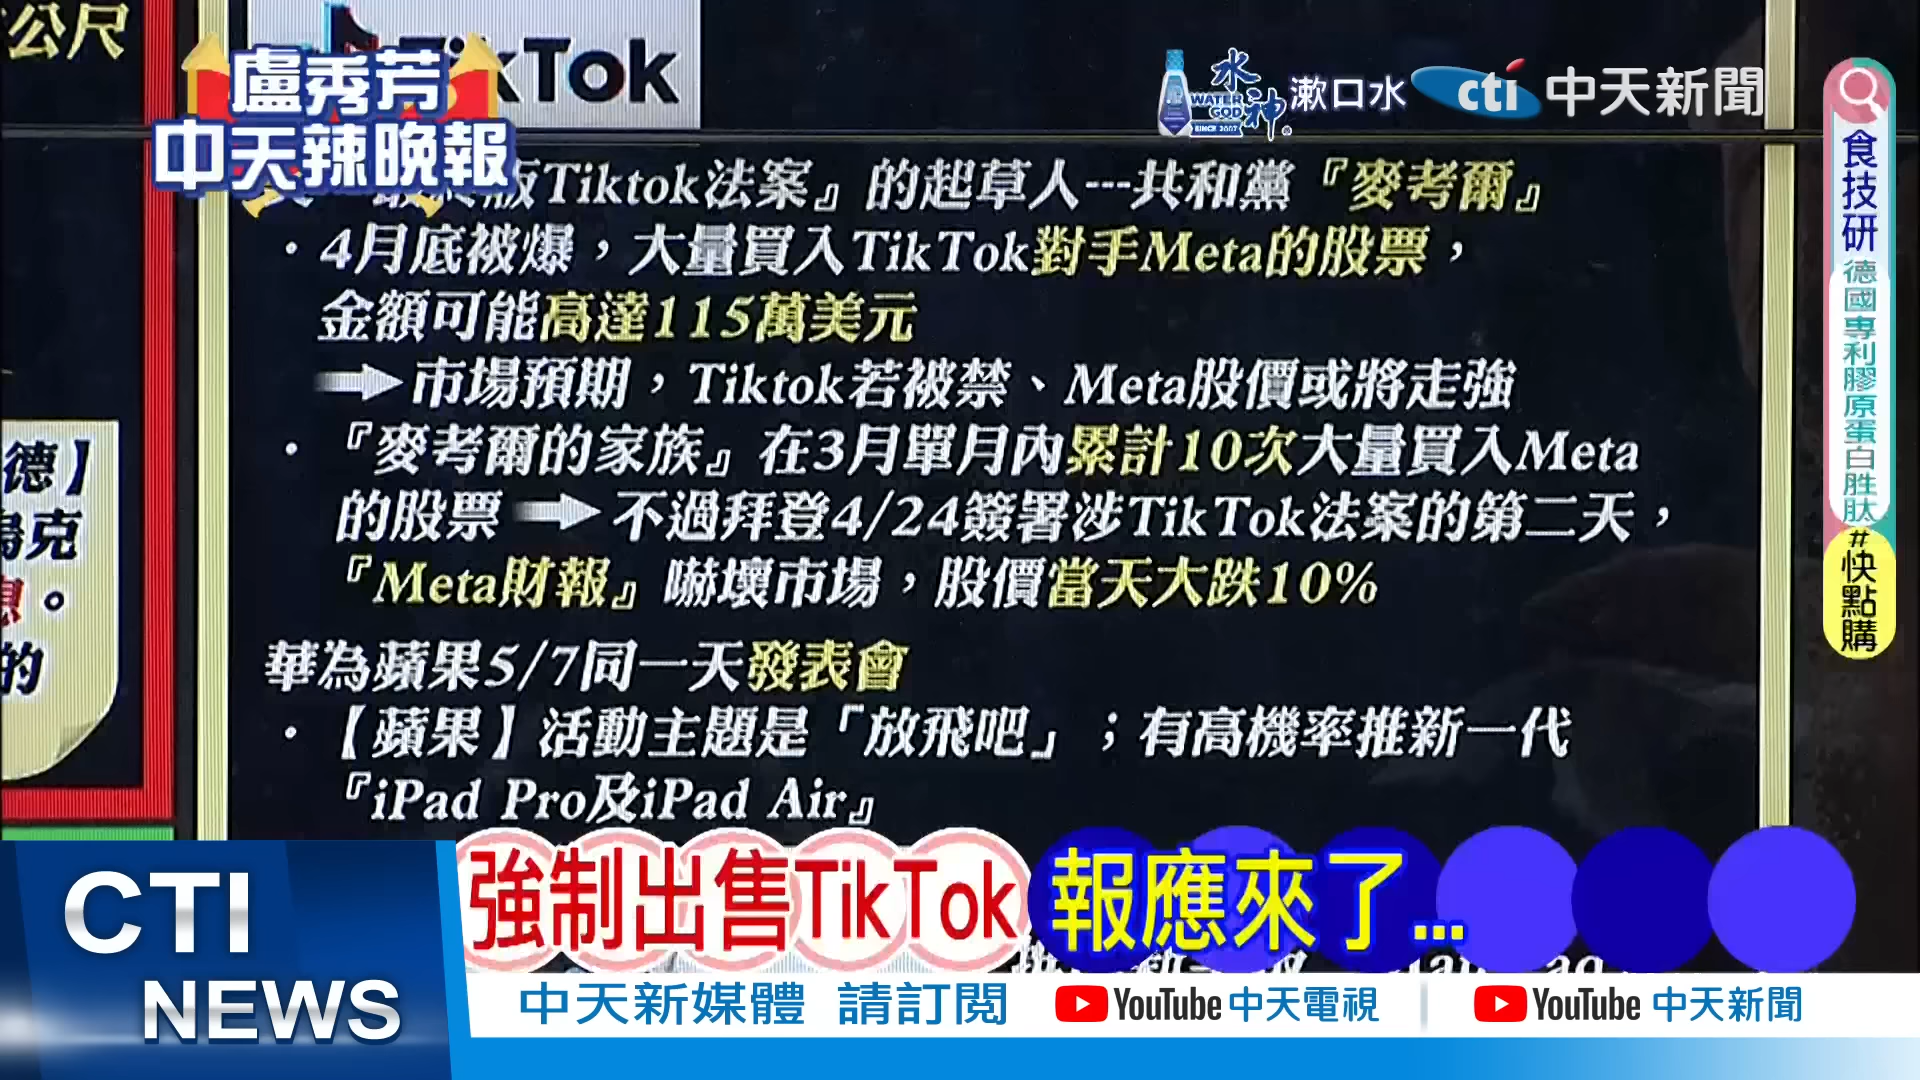 公尺
TikTok
盧秀芳
中天辣晚報
水神
WATER GOD
SINCE 2007
漱口水
cti 中天新聞
版Tiktok法案』的起草人---共和黨『麥考爾』
·4月底被爆，大量買入TikTok對手Meta的股票，
金額可能高達115萬美元
市場預期，Tiktok若被禁、Meta股價或將走強
·『麥考爾的家族』在3月單月內累計10次大量買入Meta
的股票 不過拜登4/24簽署涉TikTok法案的第二天，
『Meta財報』嚇壞市場，股價當天大跌10%
華為蘋果5/7同一天發表會
·【蘋果】活動主題是「放飛吧」；有高機率推新一代
『iPad Pro及iPad Air』
德】
克
。
的
食技研 德國專利膠原蛋白胜肽 #快點購
強制出售TikTok 報應來了...
CTI
NEWS
中天新媒體 請訂閱 YouTube 中天電視 YouTube 中天新聞